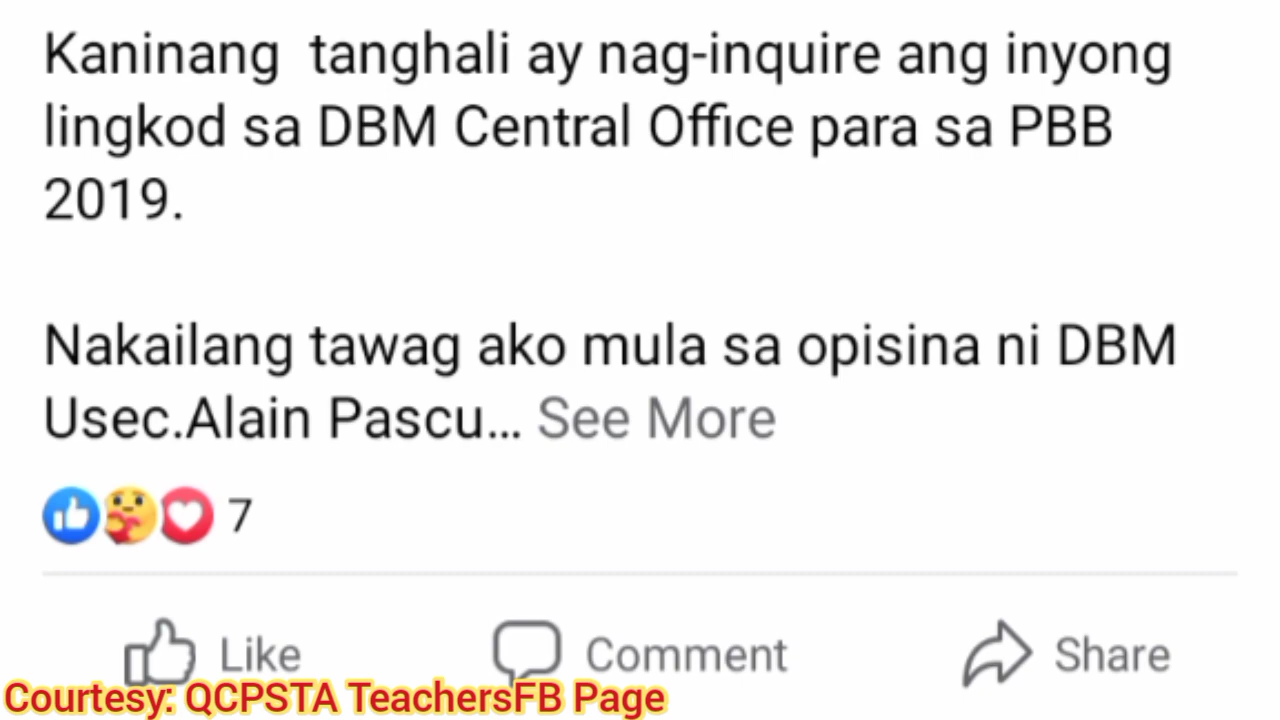 Kaninang tanghali ay nag-inquire ang inyong
lingkod sa DBM Central Office para sa PBB
2019.
Nakailang tawag ako mula sa opisina ni DBM
Usec.Alain Pascu... See More
7
Like Comment Share
Courtesy: QCPSTA TeachersFB Page